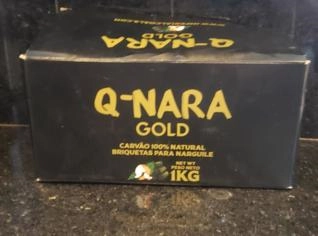 Q-NARA
GOLD
Q-NARA
GOLD
CARVÃO 100% NATURAL
BRIQUETAS PARA NARGUILE
NET WT
PESO NETO
1KG